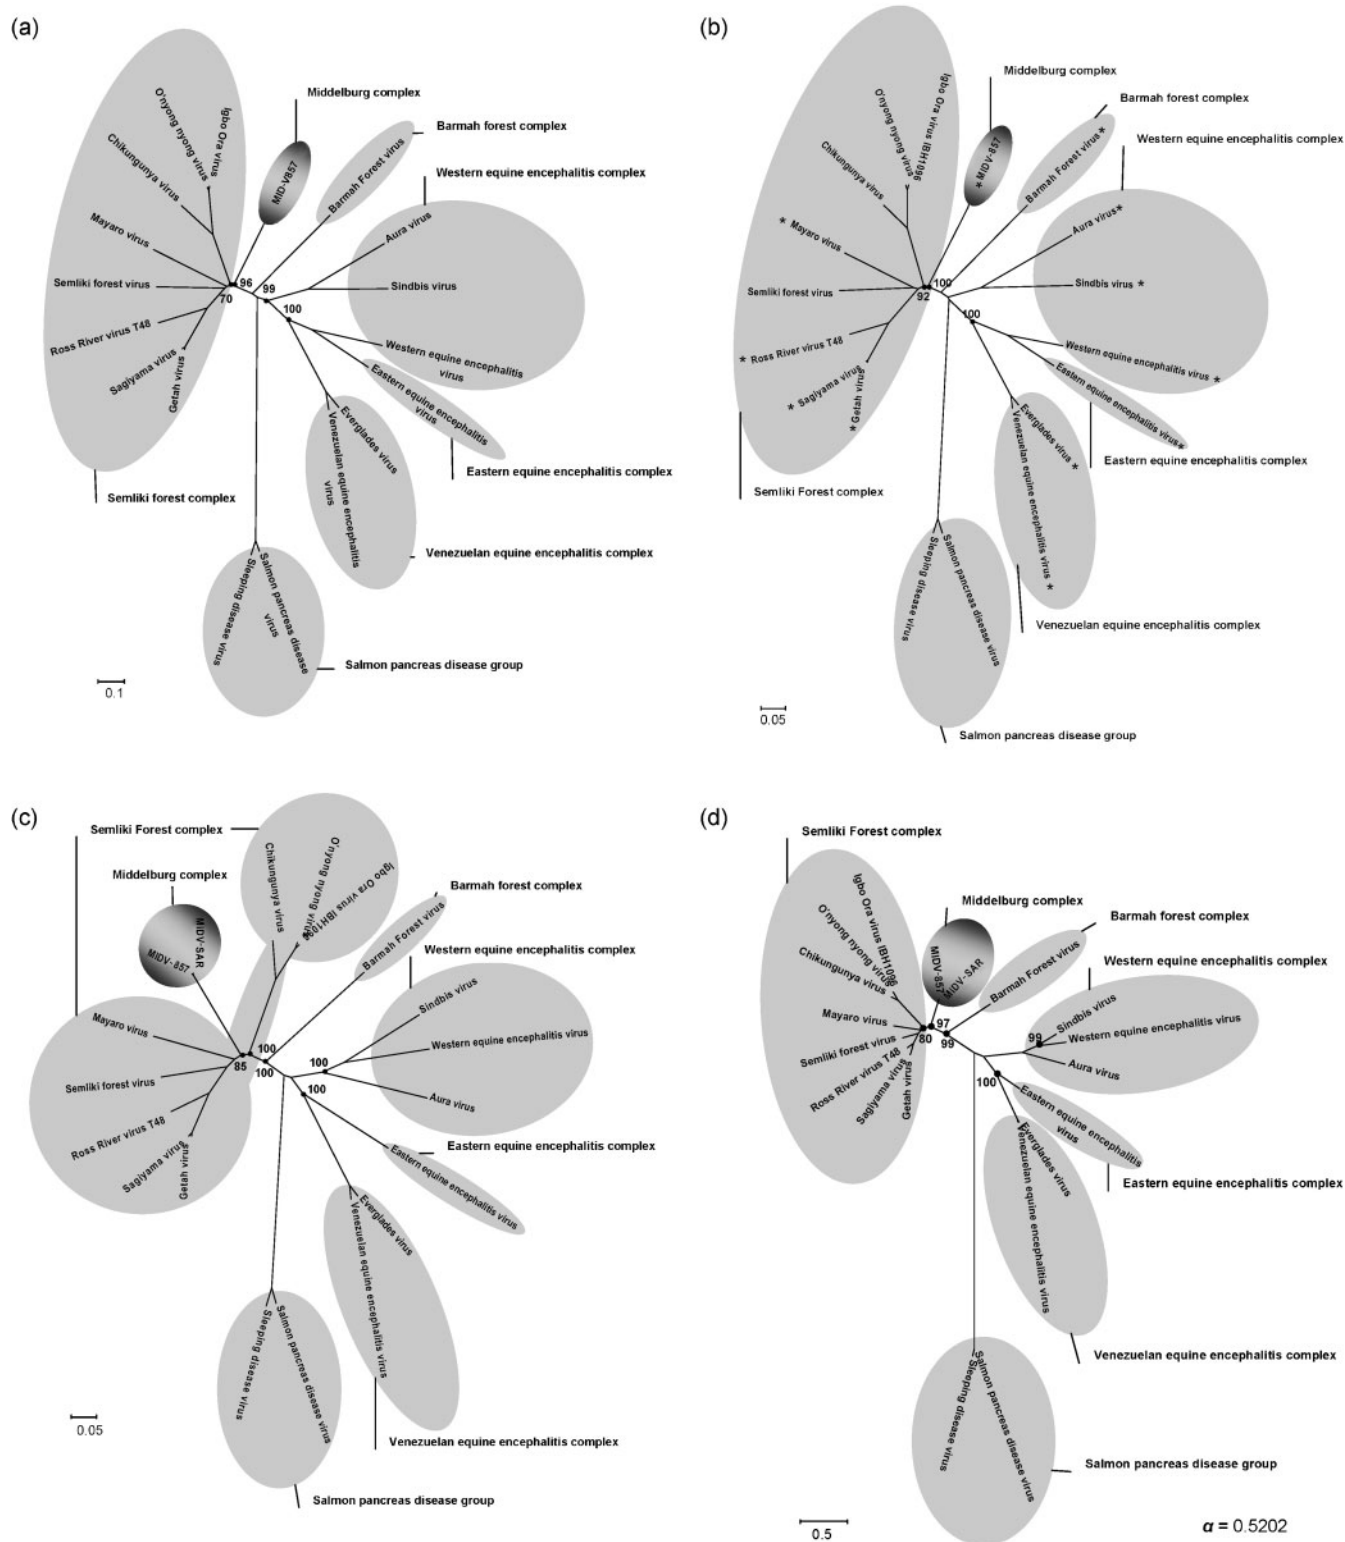 (a)
Middelburg complex
Barmah forest complex
Western equine encephalitis complex
Igbo Ora virus
O'nyong nyong virus
Chikungunya virus
Mayaro virus
Semliki forest virus
Ross River virus T48
Sagiyama virus
Getah virus
MID-V857
Barmah Forest virus
Aura virus
Sindbis virus
Western equine encephalitis
virus
Eastern equine encephalitis
virus
Everglades virus
Venezuelan equine encephalitis
virus
Salmon pancreas disease
virus
Sleeping disease virus
96
99
70
100
Semliki forest complex
Eastern equine encephalitis complex
Venezuelan equine encephalitis complex
Salmon pancreas disease group
0.1
(b)
Middelburg complex
Barmah forest complex
Western equine encephalitis complex
Igbo Ora virus IBH1096
O'nyong nyong virus
Chikungunya virus
* Mayaro virus
Semliki forest virus
* Ross River virus T48
* Sagiyama virus
* Getah virus
* MIDV-857
Barmah Forest virus *
Aura virus*
Sindbis virus *
Western equine encephalitis virus *
Eastern equine encephalitis virus*
Everglades virus *
Venezuelan equine encephalitis virus *
Salmon pancreas disease virus
Sleeping disease virus
100
92
100
Semliki Forest complex
Eastern equine encephalitis complex
Venezuelan equine encephalitis complex
Salmon pancreas disease group
0.05
(c)
Semliki Forest complex
Middelburg complex
Barmah forest complex
Western equine encephalitis complex
Chikungunya virus
O'nyong nyong virus
Igbo Ora virus IBH1096
MIDV-SAR
MIDV- 857
Mayaro virus
Semliki forest virus
Ross River virus T48
Sagiyama virus
Getah virus
Barmah Forest virus
Sindbis virus
Western equine encephalitis virus
Aura virus
Eastern equine encephalitis virus
Everglades virus
Venezuelan equine encephalitis virus
Salmon pancreas disease virus
Sleeping disease virus
100
85
100
100
100
Eastern equine encephalitis complex
Venezuelan equine encephalitis complex
Salmon pancreas disease group
0.05
(d)
Semliki Forest complex
Middelburg complex
Barmah forest complex
Western equine encephalitis complex
Igbo Ora virus IBH1096
O'nyong nyong virus
Chikungunya virus
Mayaro virus
Semliki forest virus
Ross River virus T48
Sagiyama virus
Getah virus
MIDV-857
MIDV-SAR
Barmah Forest virus
Sindbis virus
Western equine encephalitis virus
Aura virus
Eastern equine encephalitis
virus
Everglades virus
Venezuelan equine encephalitis virus
Salmon pancreas disease virus
Sleeping disease virus
97
80
99
99
100
Eastern equine encephalitis complex
Venezuelan equine encephalitis complex
Salmon pancreas disease group
0.5
α = 0.5202